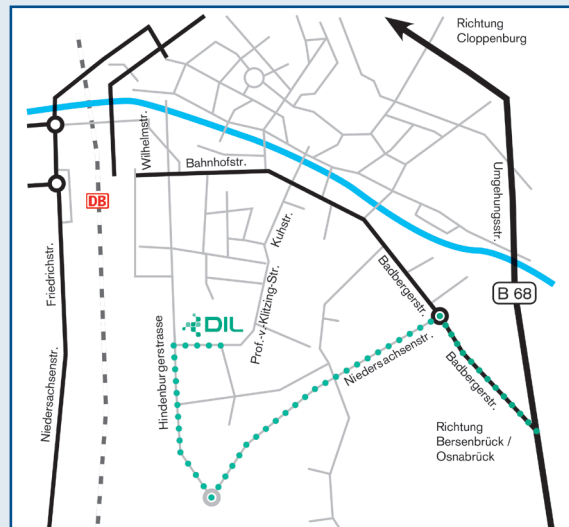 Richtung
Cloppenburg
Wilhelmstr.
Bahnhofstr.
Umgehungsstr.
DB
Kuhstr.
Friedrichstr.
Badbergerstr.
B 68
DIL
Prof.-v.-Klitzing-Str.
Hindenburgerstrasse
Niedersachsenstr.
Niedersachsenstr.
Badbergerstr.
Richtung
Bersenbrück /
Osnabrück